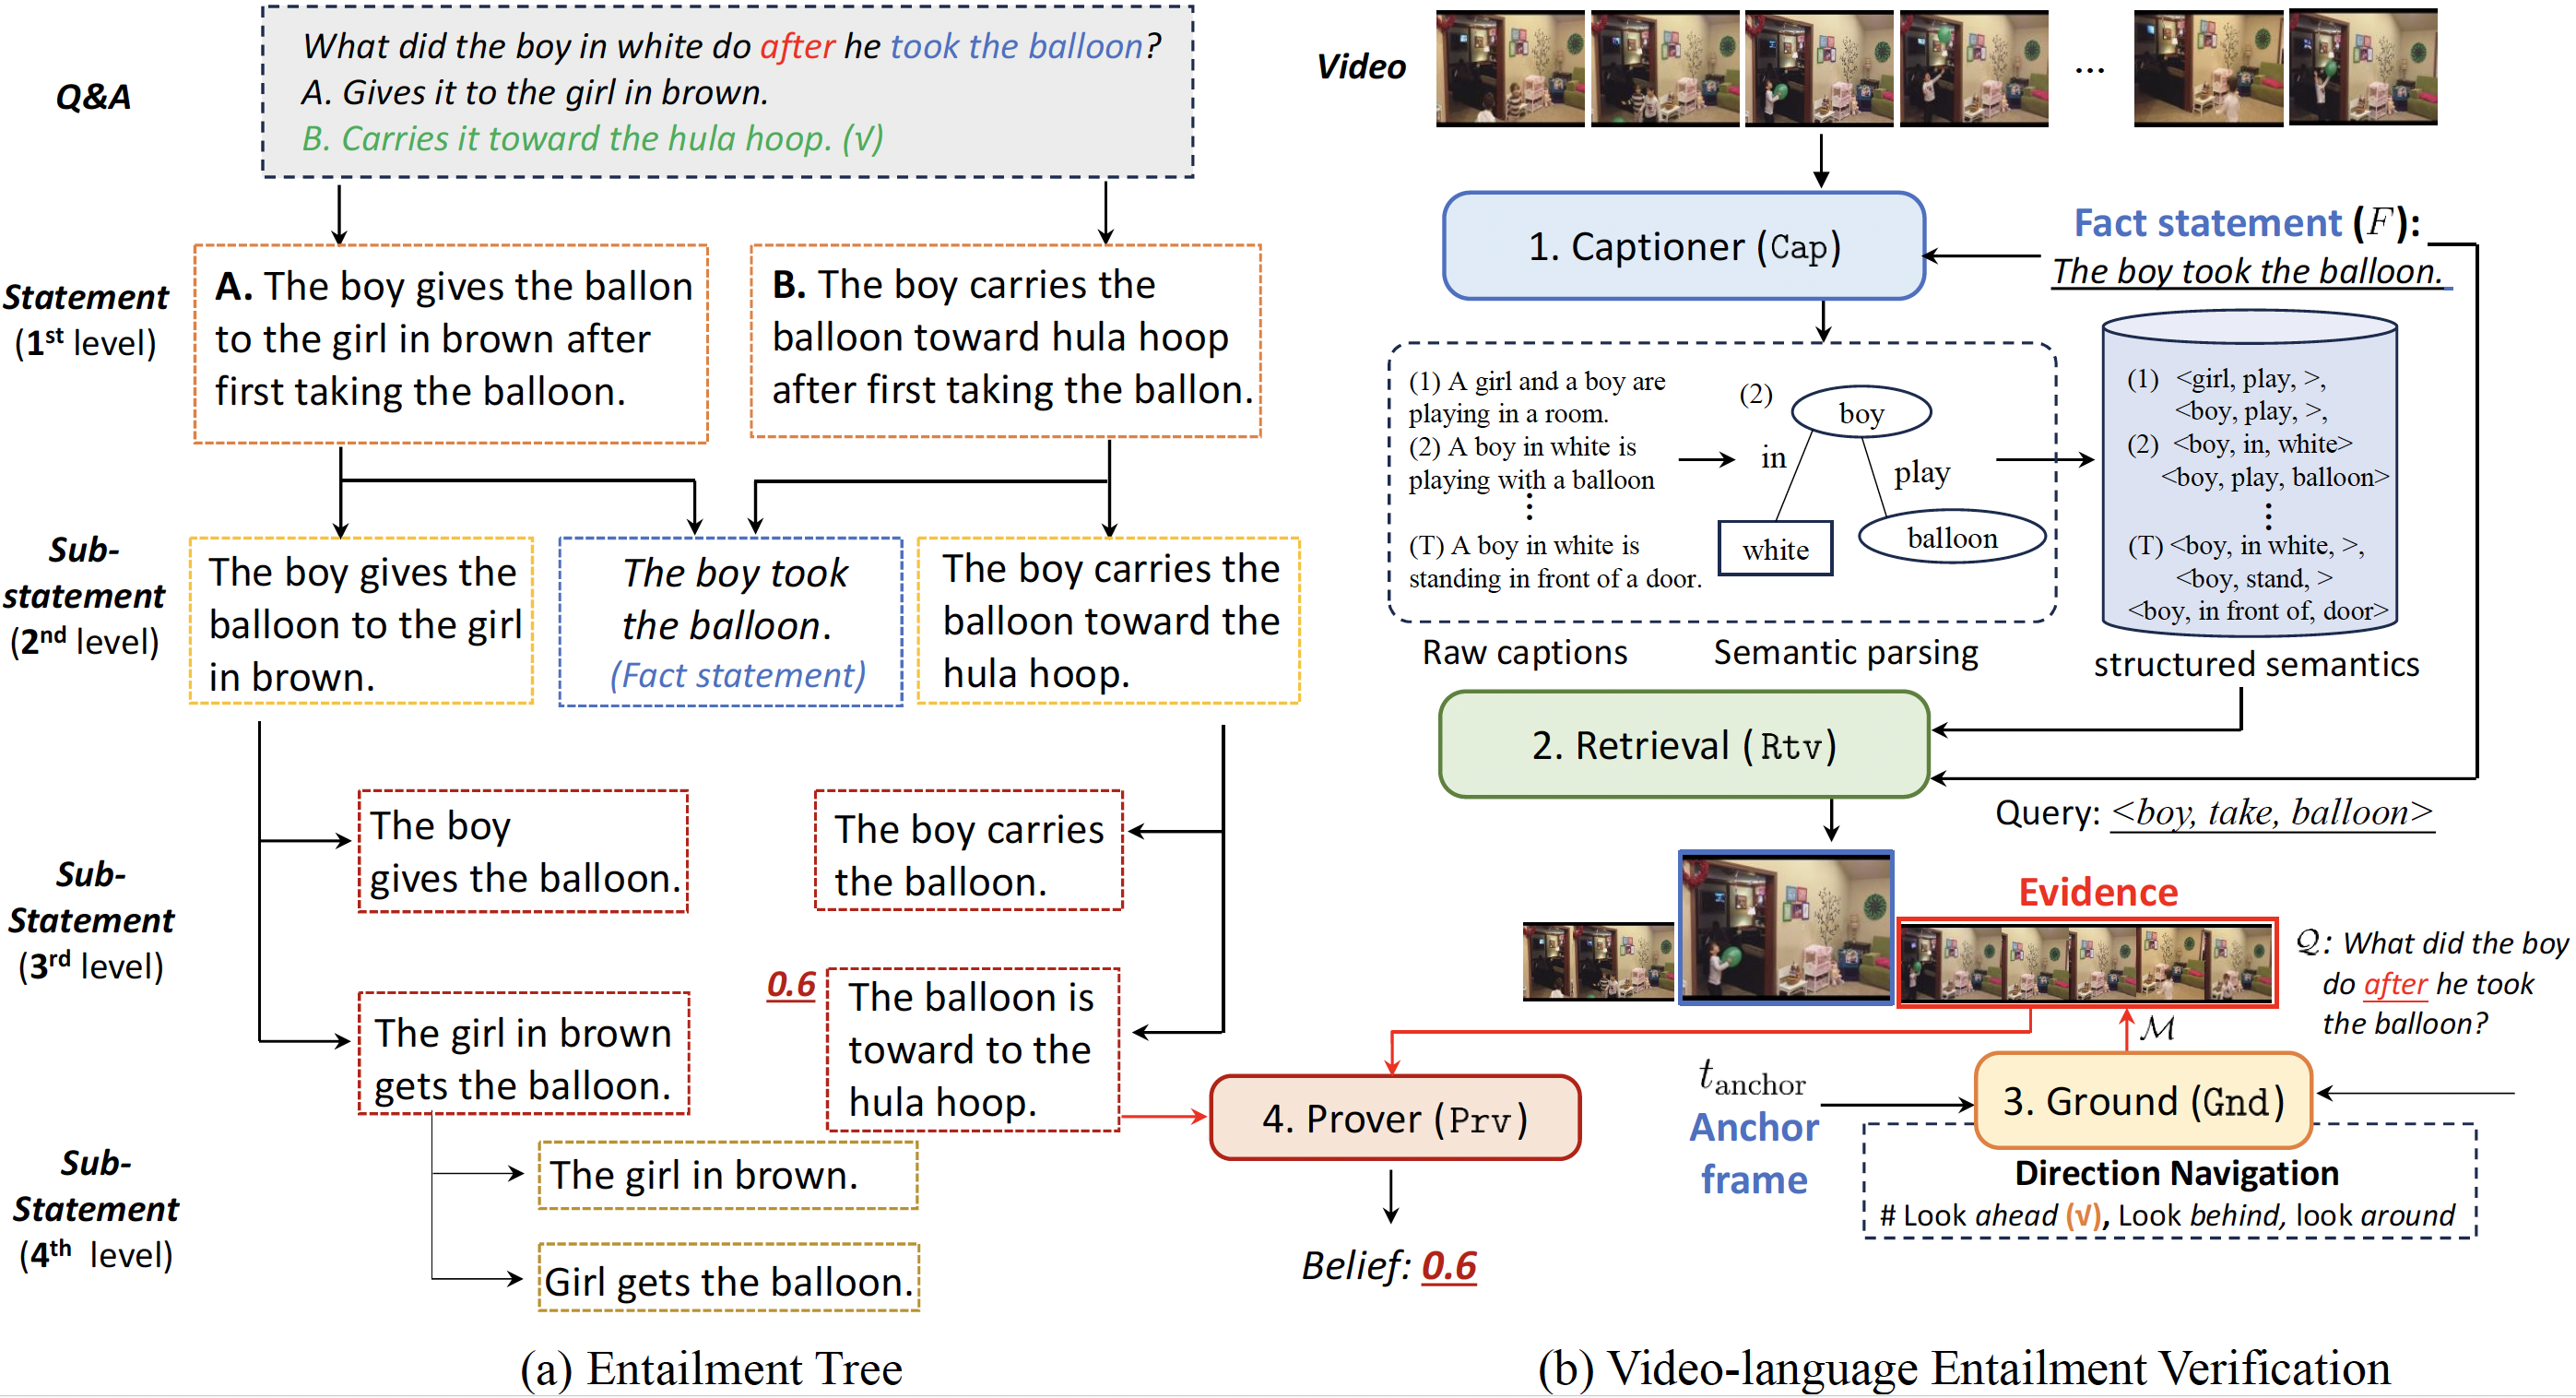 Q&A
What did the boy in white do after he took the balloon?
A. Gives it to the girl in brown.
B. Carries it toward the hula hoop. (√)
Statement
(1st level)
A. The boy gives the ballon
to the girl in brown after
first taking the balloon.
B. The boy carries the
balloon toward hula hoop
after first taking the ballon.
Sub-
statement
(2nd level)
The boy gives the
balloon to the girl
in brown.
The boy took
the balloon.
(Fact statement)
The boy carries the
balloon toward the
hula hoop.
Sub-
Statement
(3rd level)
The boy
gives the balloon.
The boy carries
the balloon.
The girl in brown
gets the balloon.
0.6
The balloon is
toward to the
hula hoop.
Sub-
Statement
(4th level)
The girl in brown.
Girl gets the balloon.
(a) Entailment Tree
Video
...
1. Captioner (Cap)
Fact statement (F):
The boy took the balloon.
(1) A girl and a boy are
playing in a room.
(2) A boy in white is
playing with a balloon
⋮
(T) A boy in white is
standing in front of a door.
(2)
boy
in
play
white
balloon
(1) <girl, play, >,
<boy, play, >,
(2) <boy, in, white>
<boy, play, balloon>
⋮
(T) <boy, in white, >,
<boy, stand, >
<boy, in front of, door>
Raw captions
Semantic parsing
structured semantics
2. Retrieval (Rtv)
Query: <boy, take, balloon>
Evidence
Q: What did the boy
do after he took
the balloon?
M
t anchor
Anchor
frame
3. Ground (Gnd)
Direction Navigation
# Look ahead (√), Look behind, look around
4. Prover (Prv)
Belief: 0.6
(b) Video-language Entailment Verification